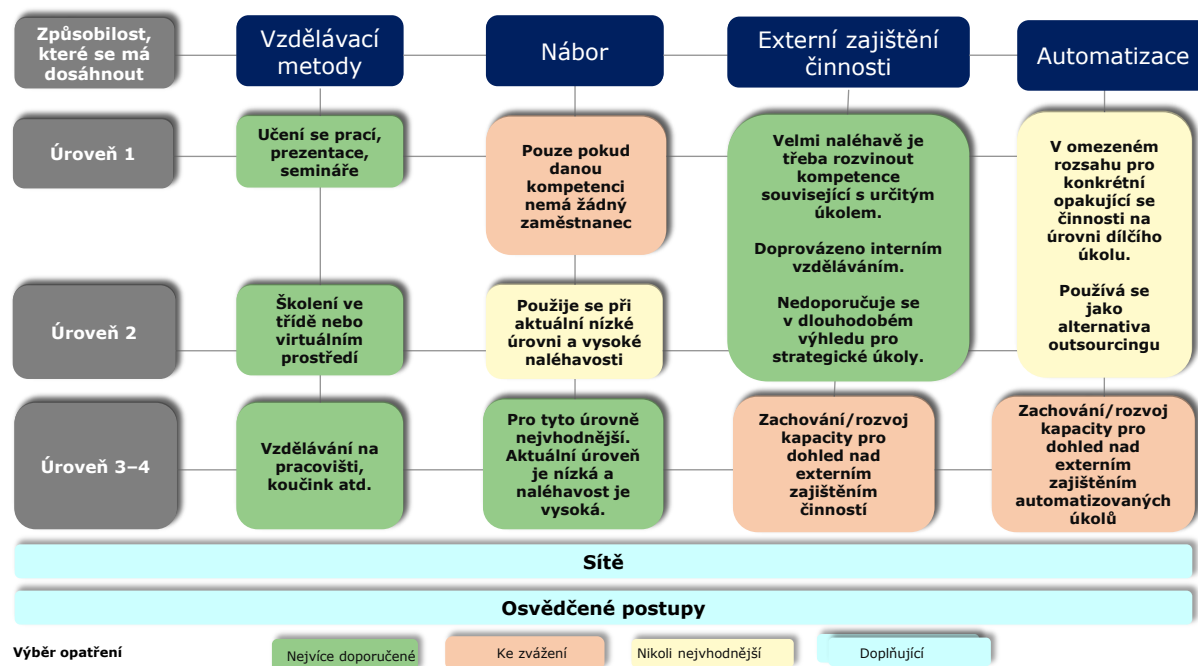 Způsobilost,
které se má
dosáhnout
Vzdělávací
metody
Nábor
Externí zajištění
činnosti
Automatizace
Úroveň 1
Učení se prací,
prezentace,
semináře
Pouze pokud
danou
kompetenci
nemá žádný
zaměstnanec
Velmi naléhavě je
třeba rozvinout
kompetence
související s určitým
úkolem.
Doprovázeno interním
vzděláváním.
Nedoporučuje se
v dlouhodobém
výhledu pro
strategické úkoly.
V omezeném
rozsahu pro
konkrétní
opakující se
činnosti na
úrovni dílčího
úkolu.
Používá se
jako
alternativa
outsourcingu
Úroveň 2
Školení ve
třídě nebo
virtuálním
prostředí
Použije se při
aktuální nízké
úrovni a vysoké
naléhavosti
Úroveň 3–4
Vzdělávání na
pracovišti,
koučink atd.
Pro tyto úrovně
nejvhodnější.
Aktuální úroveň
je nízká a
naléhavost je
vysoká.
Zachování/rozvoj
kapacity pro
dohled nad
externím
zajištěním
činností
Zachování/rozvoj
kapacity pro
dohled nad
externím
zajištěním
automatizovaných
úkolů
Sítě
Osvědčené postupy
Výběr opatření
Nejvíce doporučené
Ke zvážení
Nikoli nejvhodnější
Doplňující